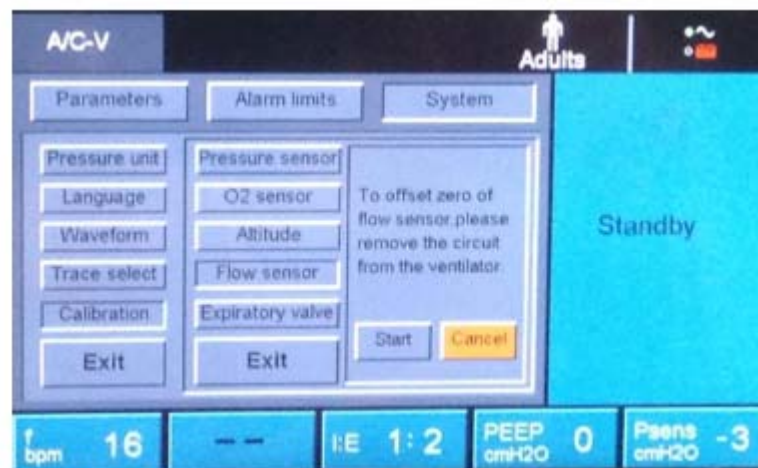 A/C-V
Adults
Parameters Alarm limits System
Pressure unit
Language
Waveform
Trace select
Calibration
Exit
Pressure sensor
O2 sensor
Altitude
Flow sensor
Expiratory valve
Exit
To offset zero of
flow sensor,please
remove the circuit
from the ventilator.
Start Cancel
Standby
f
bpm 16
--
I:E 1:2
PEEP
cmH2O 0
Psens
cmH2O -3